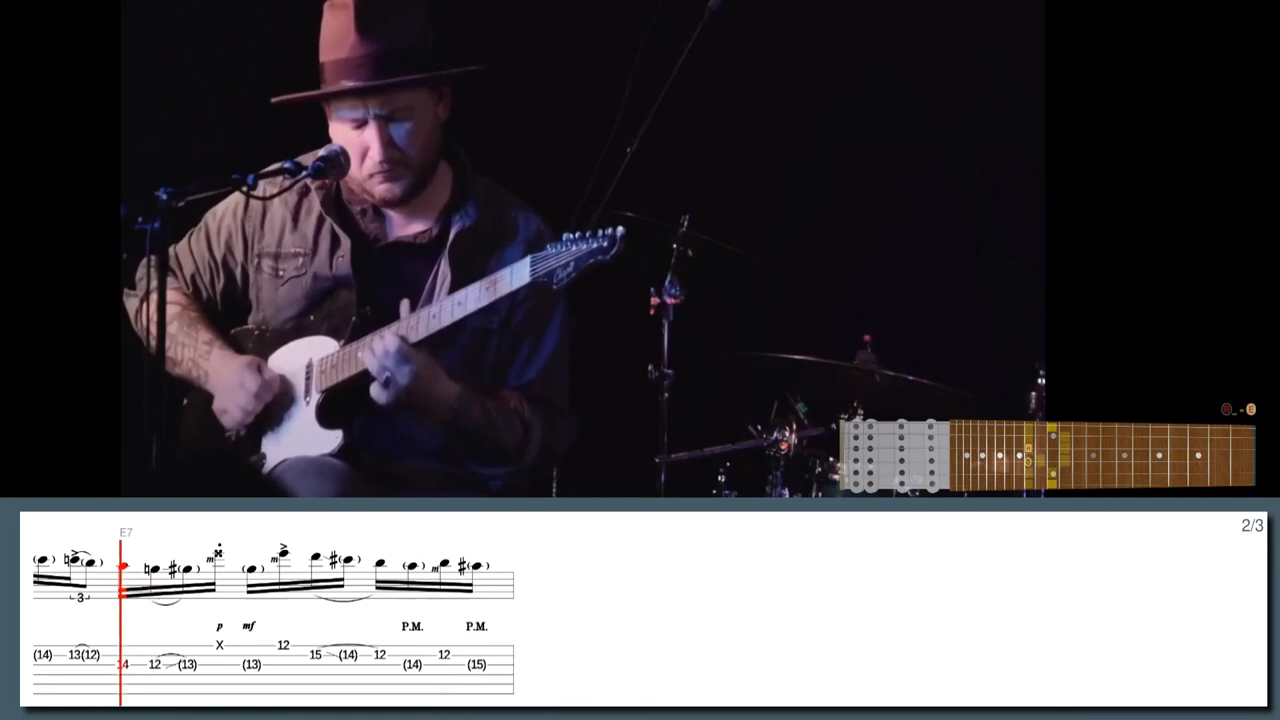 R = E
2/3
E7
m m m
3
p mf P.M. P.M.
X 12
(14) 13(12) 15 (14) 12 12
14 12 (13) (13) (14) (15)